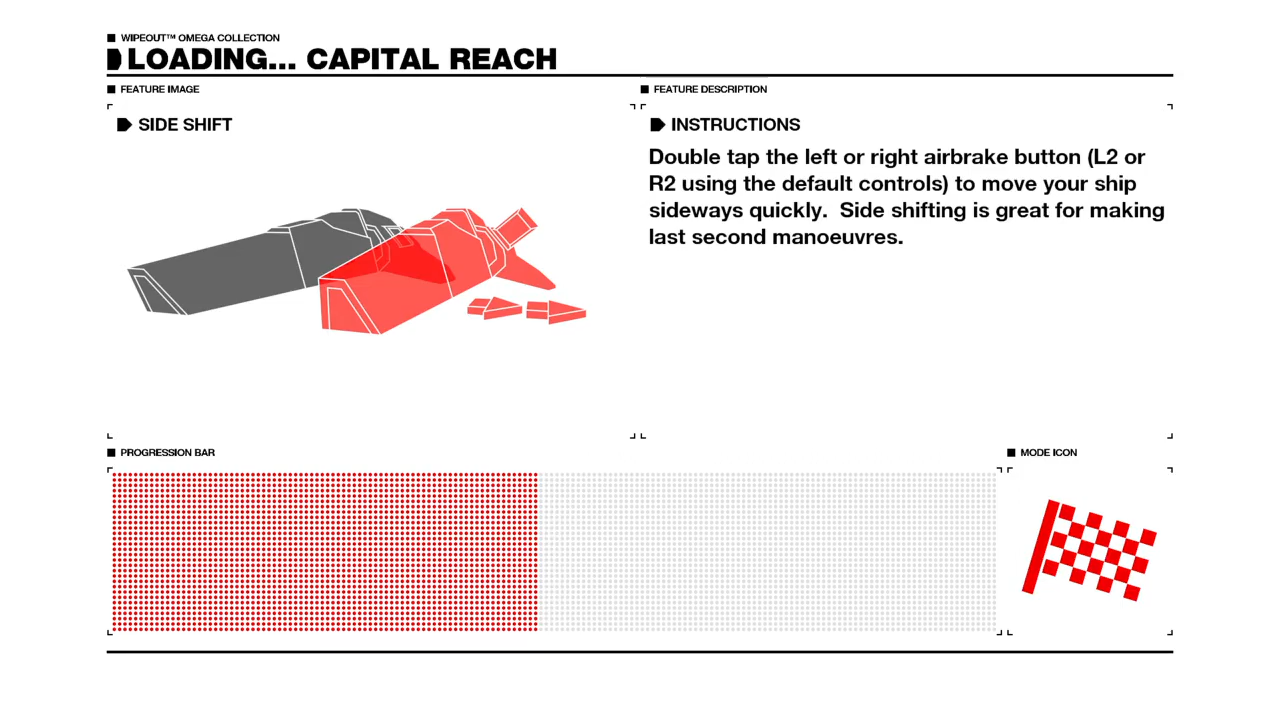 WIPEOUT™ OMEGA COLLECTION
LOADING... CAPITAL REACH
FEATURE IMAGE
SIDE SHIFT
FEATURE DESCRIPTION
INSTRUCTIONS
Double tap the left or right airbrake button (L2 or
R2 using the default controls) to move your ship
sideways quickly.  Side shifting is great for making
last second manoeuvres.
PROGRESSION BAR
MODE ICON